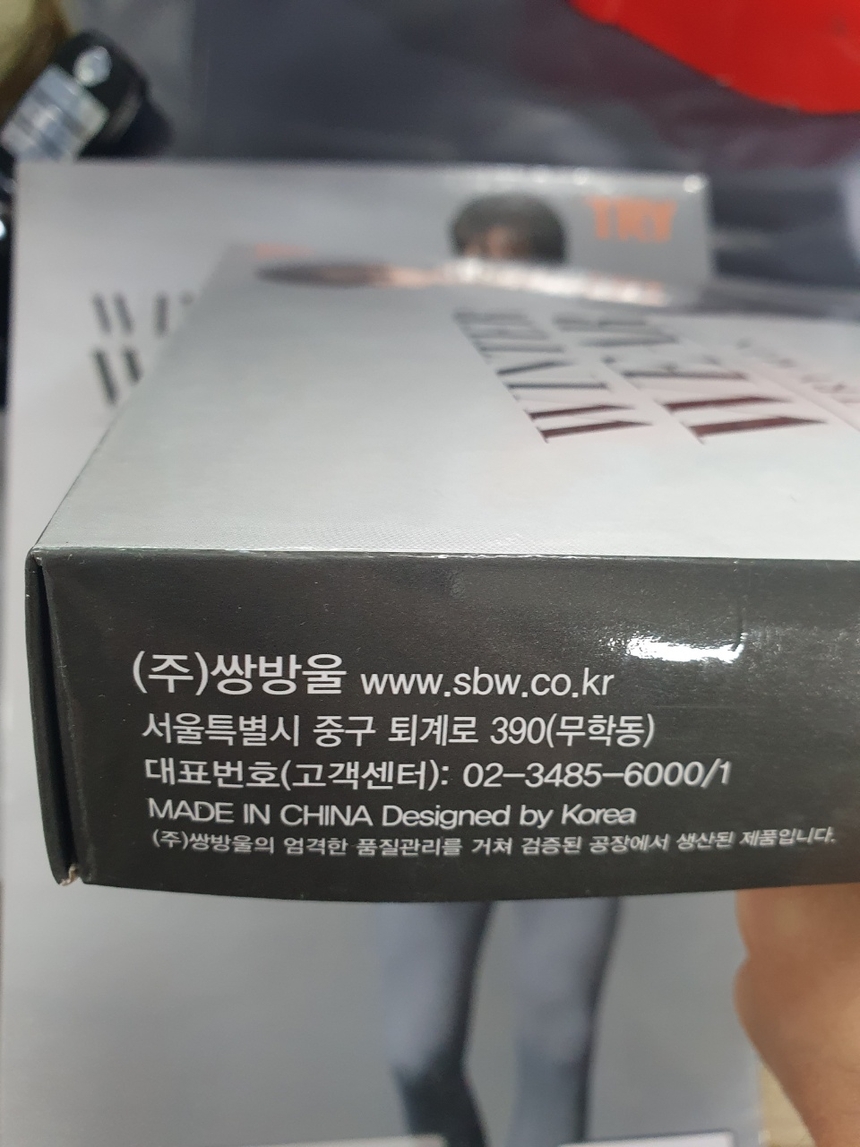 TRY
WINTER
WEAR
(주)쌍방울 www.sbw.co.kr
서울특별시 중구 퇴계로 390(무학동)
대표번호(고객센터): 02-3485-6000/1
MADE IN CHINA Designed by Korea
(주)쌍방울의 엄격한 품질관리를 거쳐 검증된 공장에서 생산된 제품입니다.